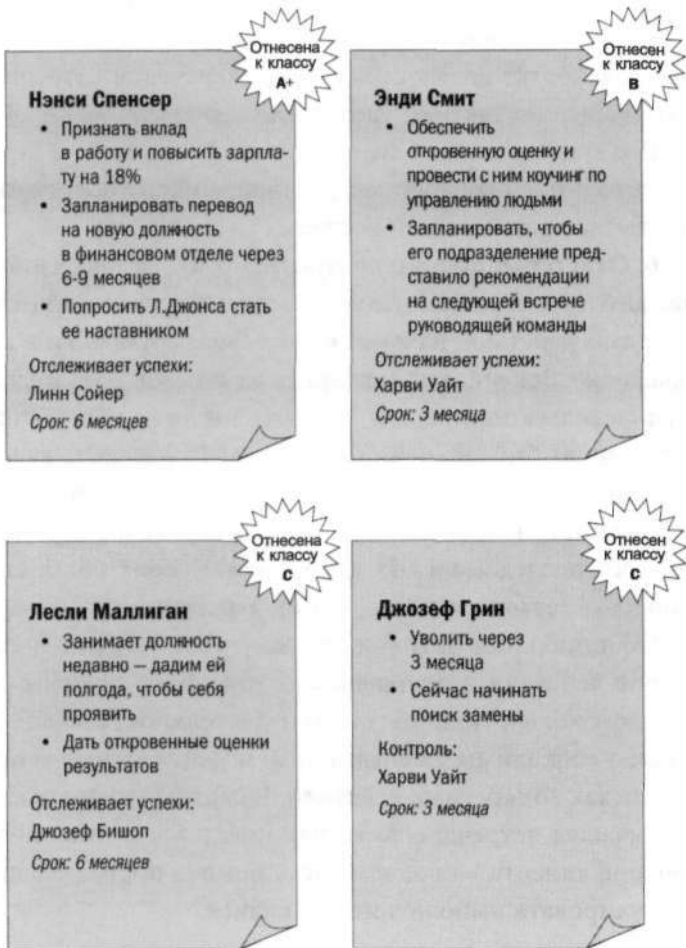 Отнесена
к классу
A+
Нэнси Спенсер
• Признать вклад
в работу и повысить зарпла-
ту на 18%
• Запланировать перевод
на новую должность
в финансовом отделе через
6-9 месяцев
• Попросить Л.Джонса стать
ее наставником
Отслеживает успехи:
Линн Сойер
Срок: 6 месяцев
Отнесен
к классу
B
Энди Смит
• Обеспечить
откровенную оценку и
провести с ним коучинг по
управлению людьми
• Запланировать, чтобы
его подразделение пред-
ставило рекомендации
на следующей встрече
руководящей команды
Отслеживает успехи:
Харви Уайт
Срок: 3 месяца
Отнесена
к классу
C
Лесли Маллиган
• Занимает должность
недавно — дадим ей
полгода, чтобы себя
проявить
• Дать откровенные оценки
результатов
Отслеживает успехи:
Джозеф Бишоп
Срок: 6 месяцев
Отнесен
к классу
C
Джозеф Грин
• Уволить через
3 месяца
• Сейчас начинать
поиск замены
Контроль:
Харви Уайт
Срок: 3 месяца